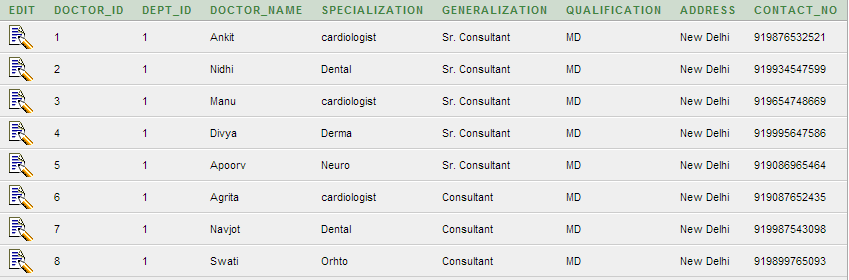 EDIT DOCTOR_ID DEPT_ID DOCTOR_NAME SPECIALIZATION GENERALIZATION QUALIFICATION ADDRESS CONTACT_NO
1 1 Ankit cardiologist Sr. Consultant MD New Delhi 919876532521
2 1 Nidhi Dental Sr. Consultant MD New Delhi 919934547599
3 1 Manu cardiologist Sr. Consultant MD New Delhi 919654748669
4 1 Divya Derma Sr. Consultant MD New Delhi 919995647586
5 1 Apoorv Neuro Sr. Consultant MD New Delhi 919086965464
6 1 Agrita cardiologist Consultant MD New Delhi 919087652435
7 1 Navjot Dental Consultant MD New Delhi 919987543098
8 1 Swati Orhto Consultant MD New Delhi 919899765093